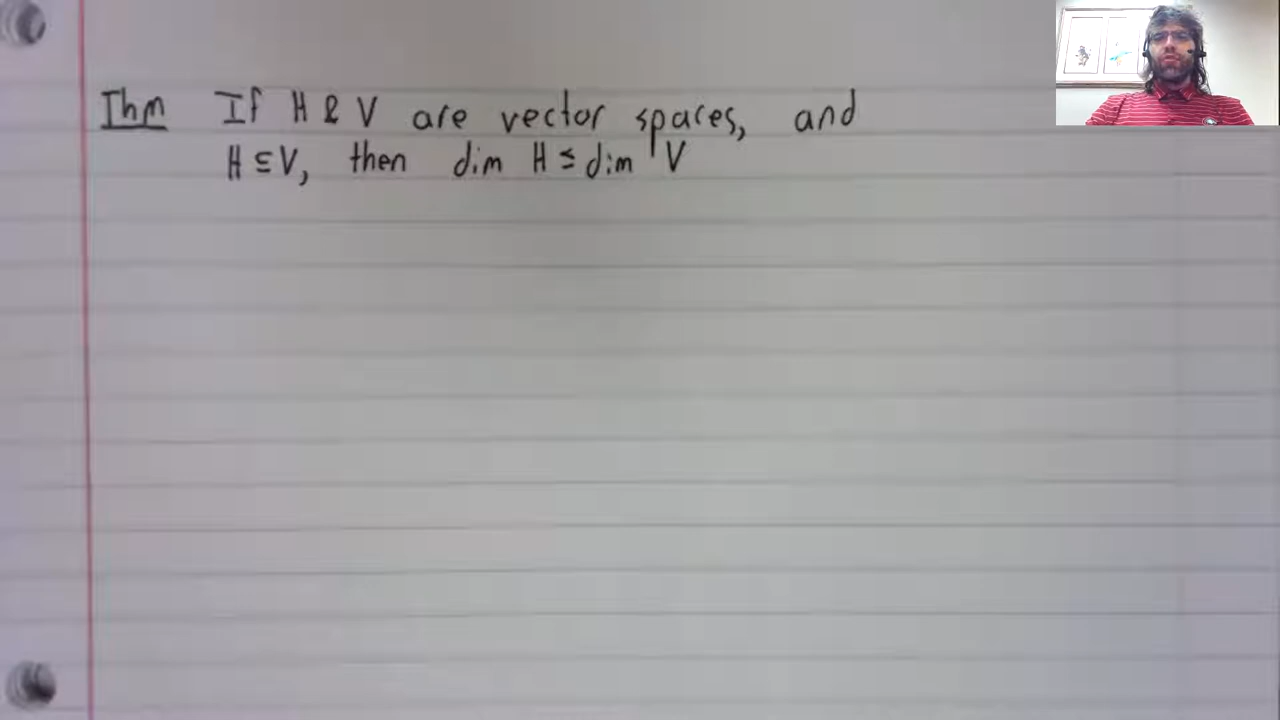 Thm If H & V are vector spaces, and
H ⊆ V, then dim H ≤ dim V